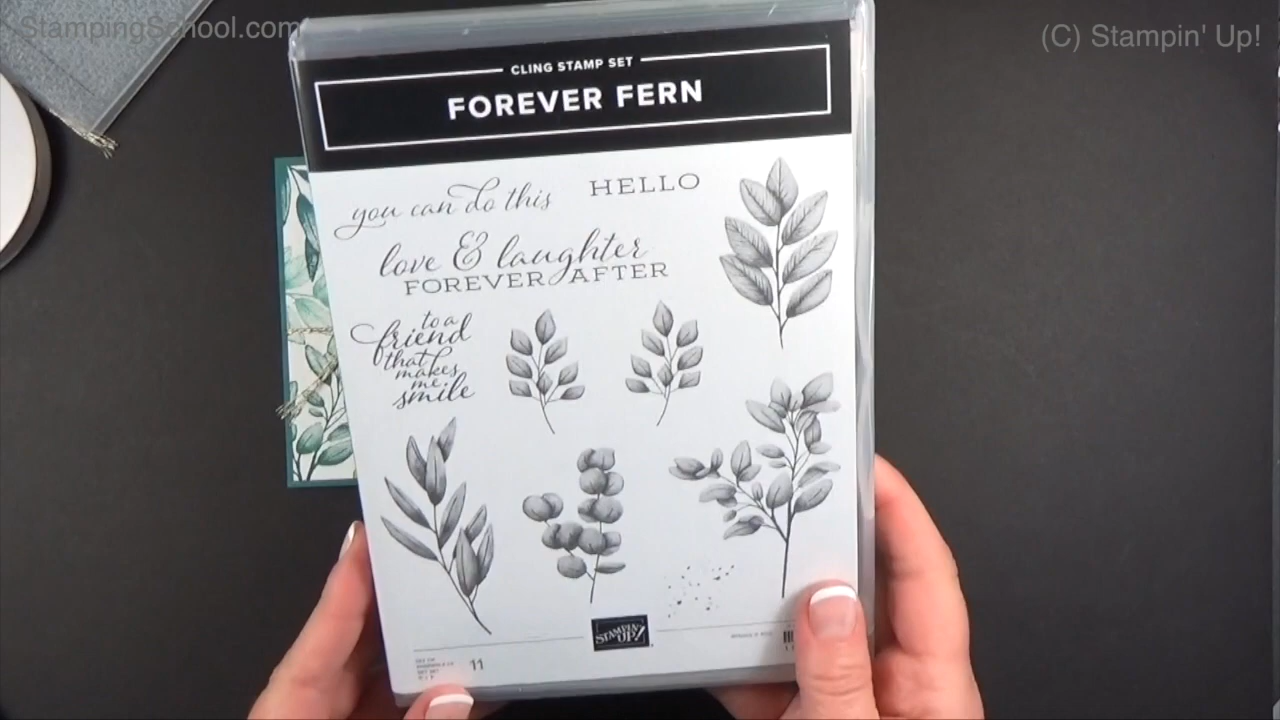 StampingSchool.com
(C) Stampin' Up!
CLING STAMP SET
FOREVER FERN
you can do this
HELLO
love & laughter
FOREVER AFTER
to a
friend
that
makes
me
smile
STAMPIN'
UP!
11